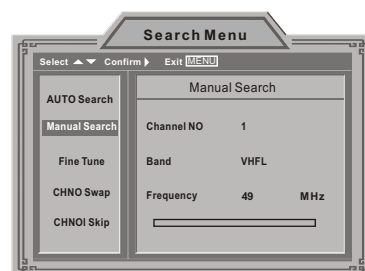 Search Menu
Select ▲ ▼ Confirm ▶ Exit MENU
AUTO Search
Manual Search
Fine Tune
CHNO Swap
CHNOI Skip
Manual Search
Channel NO 1
Band VHFL
Frequency 49 MHz